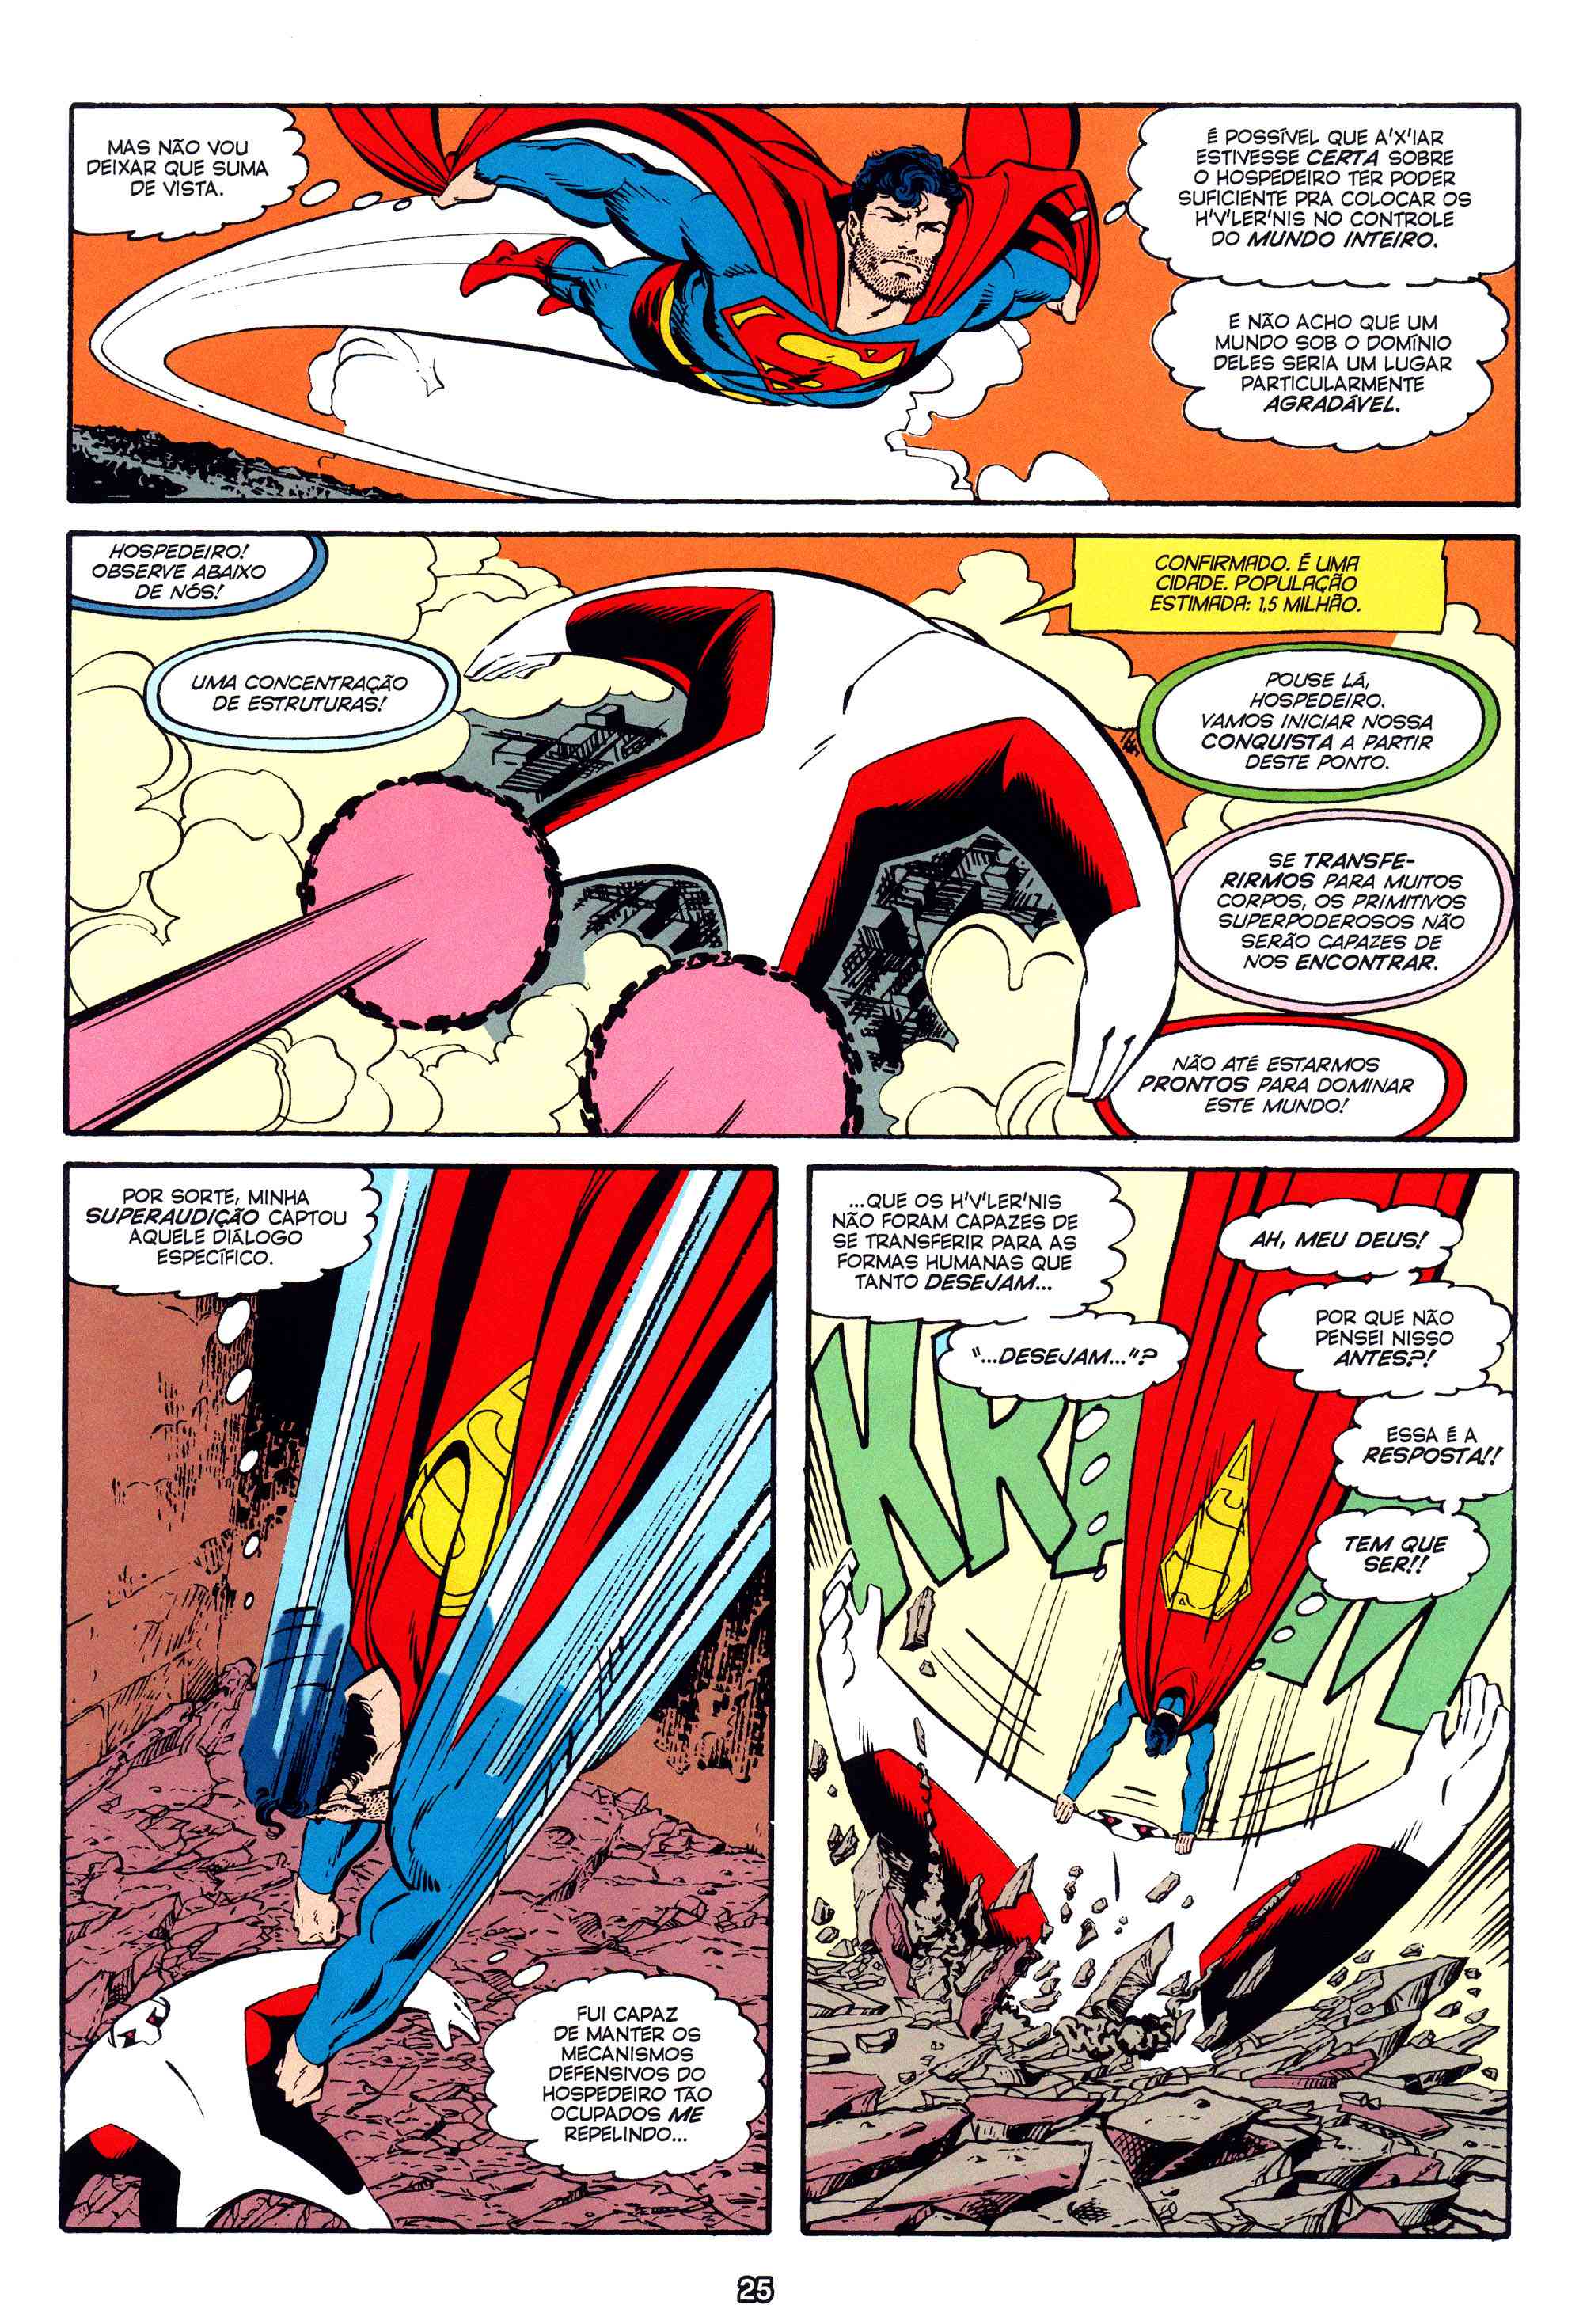 MAS NÃO VOU
DEIXAR QUE SUMA
DE VISTA.
É POSSÍVEL QUE A'X'IAR
ESTIVESSE CERTA SOBRE
O HOSPEDEIRO TER PODER
SUFICIENTE PRA COLOCAR OS
H'V'LER'NIS NO CONTROLE
DO MUNDO INTEIRO.
E NÃO ACHO QUE UM
MUNDO SOB O DOMÍNIO
DELES SERIA UM LUGAR
PARTICULARMENTE
AGRADÁVEL.
HOSPEDEIRO!
OBSERVE ABAIXO
DE NÓS!
UMA CONCENTRAÇÃO
DE ESTRUTURAS!
CONFIRMADO. É UMA
CIDADE. POPULAÇÃO
ESTIMADA: 1,5 MILHÃO.
POUSE LÁ,
HOSPEDEIRO.
VAMOS INICIAR NOSSA
CONQUISTA A PARTIR
DESTE PONTO.
SE TRANSFE-
RIRMOS PARA MUITOS
CORPOS, OS PRIMITIVOS
SUPERPODEROSOS NÃO
SERÃO CAPAZES DE
NOS ENCONTRAR.
NÃO ATÉ ESTARMOS
PRONTOS PARA DOMINAR
ESTE MUNDO!
POR SORTE, MINHA
SUPERAUDIÇÃO CAPTOU
AQUELE DIÁLOGO
ESPECÍFICO.
FUI CAPAZ
DE MANTER OS
MECANISMOS
DEFENSIVOS DO
HOSPEDEIRO TÃO
OCUPADOS ME
REPELINDO...
...QUE OS H'V'LER'NIS
NÃO FORAM CAPAZES DE
SE TRANSFERIR PARA AS
FORMAS HUMANAS QUE
TANTO DESEJAM...
"...DESEJAM..."?
AH, MEU DEUS!
POR QUE NÃO
PENSEI NISSO
ANTES?!
ESSA É A
RESPOSTA!!
TEM QUE
SER!!
25